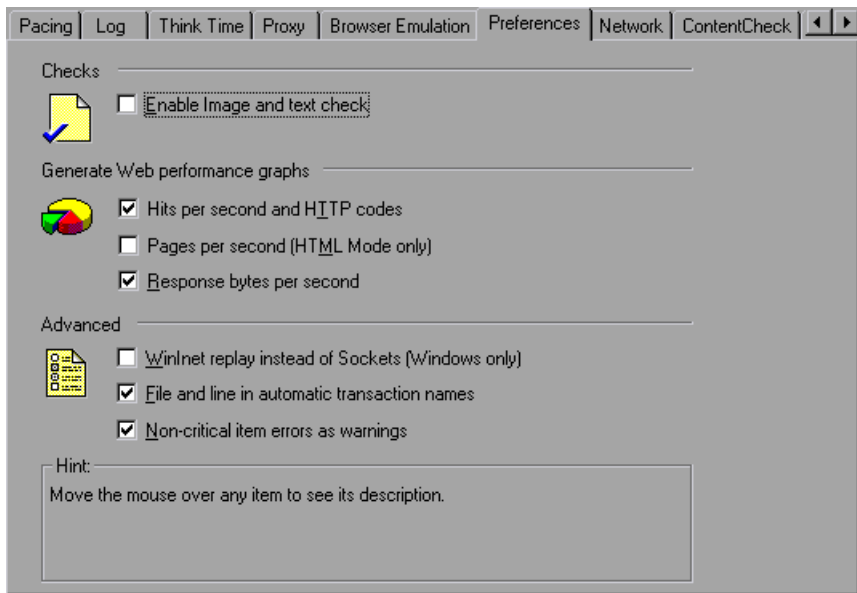 Pacing Log Think Time Proxy Browser Emulation Preferences Network ContentCheck
Checks
Enable Image and text check
Generate Web performance graphs
Hits per second and HTTP codes
Pages per second (HTML Mode only)
Response bytes per second
Advanced
WinInet replay instead of Sockets (Windows only)
File and line in automatic transaction names
Non-critical item errors as warnings
Hint:
Move the mouse over any item to see its description.